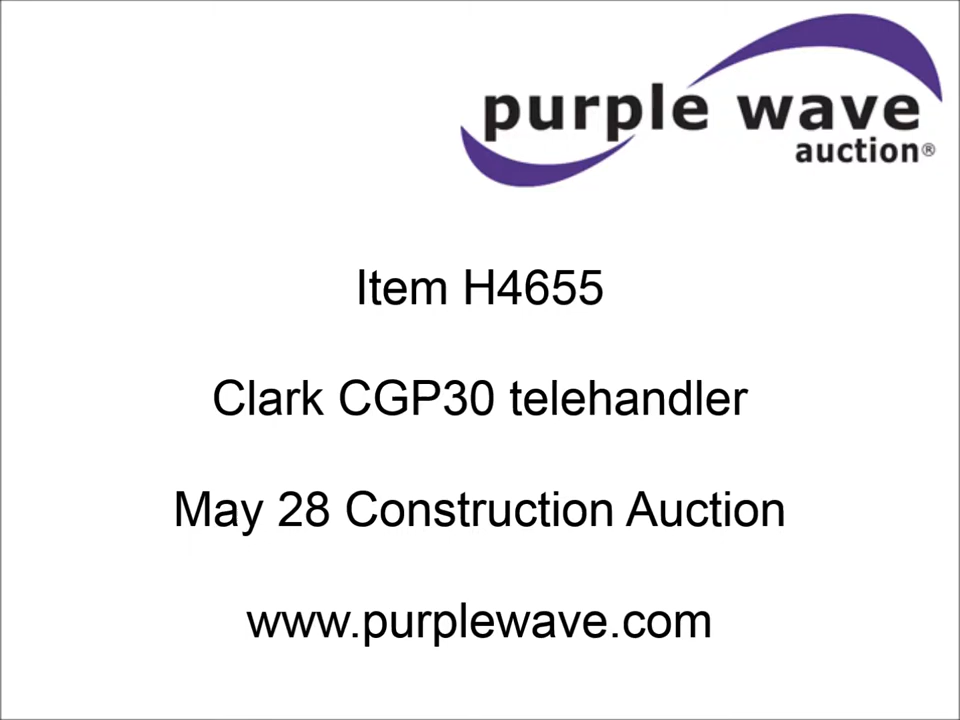 purple wave
auction®
Item H4655
Clark CGP30 telehandler
May 28 Construction Auction
www.purplewave.com